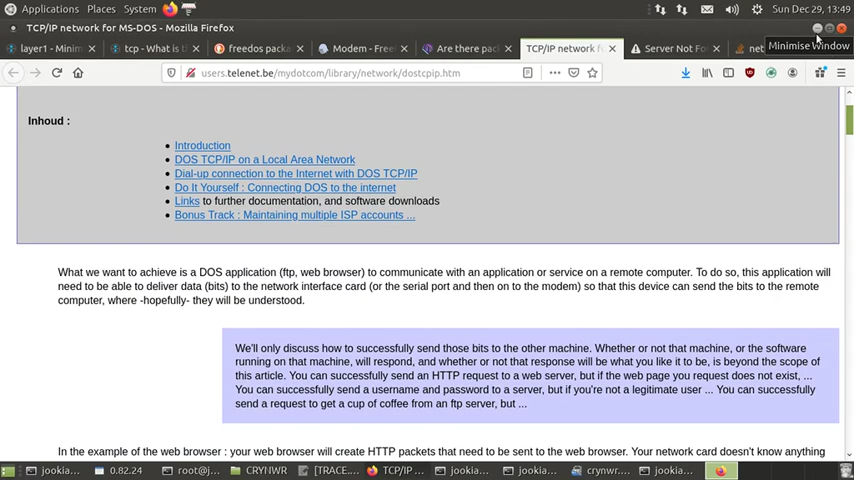 Applications Places System Sun Dec 29, 13:49
TCP/IP network for MS-DOS - Mozilla Firefox
layer1 - Minim tcp - What is t freedos packa Modem - Free Are there pac TCP/IP network f Server Not Fo net
Minimise Window
users.telenet.be/mydotcom/library/network/dostcpip.htm
Inhoud :
Introduction
DOS TCP/IP on a Local Area Network
Dial-up connection to the Internet with DOS TCP/IP
Do It Yourself : Connecting DOS to the internet
Links to further documentation, and software downloads
Bonus Track : Maintaining multiple ISP accounts ...
What we want to achieve is a DOS application (ftp, web browser) to communicate with an application or service on a remote computer. To do so, this application will
need to be able to deliver data (bits) to the network interface card (or the serial port and then on to the modem) so that this device can send the bits to the remote
computer, where -hopefully- they will be understood.
We'll only discuss how to successfully send those bits to the other machine. Whether or not that machine, or the software
running on that machine, will respond, and whether or not that response will be what you like it to be, is beyond the scope of
this article. You can successfully send an HTTP request to a web server, but if the web page you request does not exist, ...
You can successfully send a username and password to a server, but if you're not a legitimate user ... You can successfully
send a request to get a cup of coffee from an ftp server, but ...
In the example of the web browser : your web browser will create HTTP packets that need to be sent to the web server. Your network card doesn't know anything
jookia... 0.82.24 root@j... CRYNWR [TRACE... TCP/IP ... jookia... jookia... crynwr.... jookia...